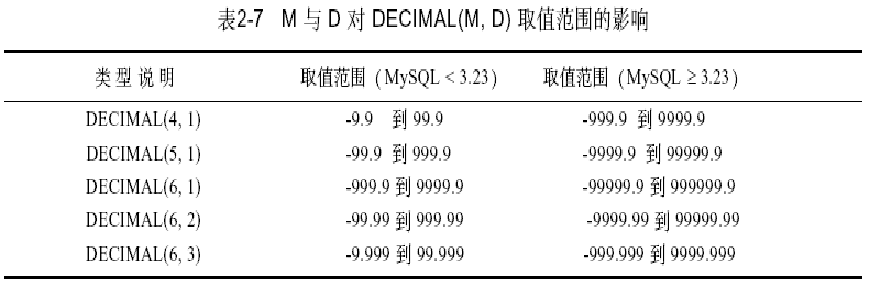 表2-7 M 与 D 对 DECIMAL(M, D) 取值范围的影响
类 型 说 明 取值范围 ( MySQL < 3.23 ) 取值范围 ( MySQL ≥ 3.23 )
DECIMAL(4, 1) -9.9 到 99.9 -999.9 到 9999.9
DECIMAL(5, 1) -99.9 到 999.9 -9999.9 到 99999.9
DECIMAL(6, 1) -999.9 到 9999.9 -99999.9 到 999999.9
DECIMAL(6, 2) -99.99 到 999.99 -9999.99 到 99999.99
DECIMAL(6, 3) -9.999 到 99.999 -999.999 到 9999.999